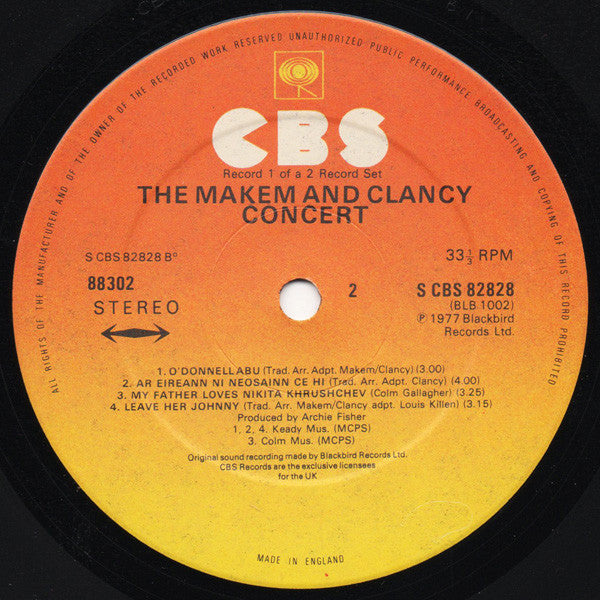 ALL RIGHTS OF THE MANUFACTURER AND OF THE OWNER OF THE RECORDED WORK RESERVED UNAUTHORIZED PUBLIC PERFORMANCE BROADCASTING AND COPYING OF THIS RECORD PROHIBITED
CBS
Record 1 of a 2 Record Set
THE MAKEM AND CLANCY
CONCERT
S CBS 82828 Bº
33⅓ RPM
88302
2
S CBS 82828
STEREO
(BLB 1002)
℗ 1977 Blackbird
Records Ltd.
1. O'DONNELL ABU (Trad. Arr. Adpt. Makem/Clancy) (3.00)
2. AR EIREANN NI NEOSAINN CE HI (Trad. Arr. Adpt. Clancy) (4.00)
3. MY FATHER LOVES NIKITA KHRUSHCHEV (Colm Gallagher) (3.25)
4. LEAVE HER JOHNNY (Trad. Arr. Makem/Clancy adpt. Louis Killen) (3.15)
Produced by Archie Fisher
1, 2, 4. Keady Mus. (MCPS)
3. Colm Mus. (MCPS)
Original sound recording made by Blackbird Records Ltd.
CBS Records are the exclusive licensees
for the UK
MADE IN ENGLAND